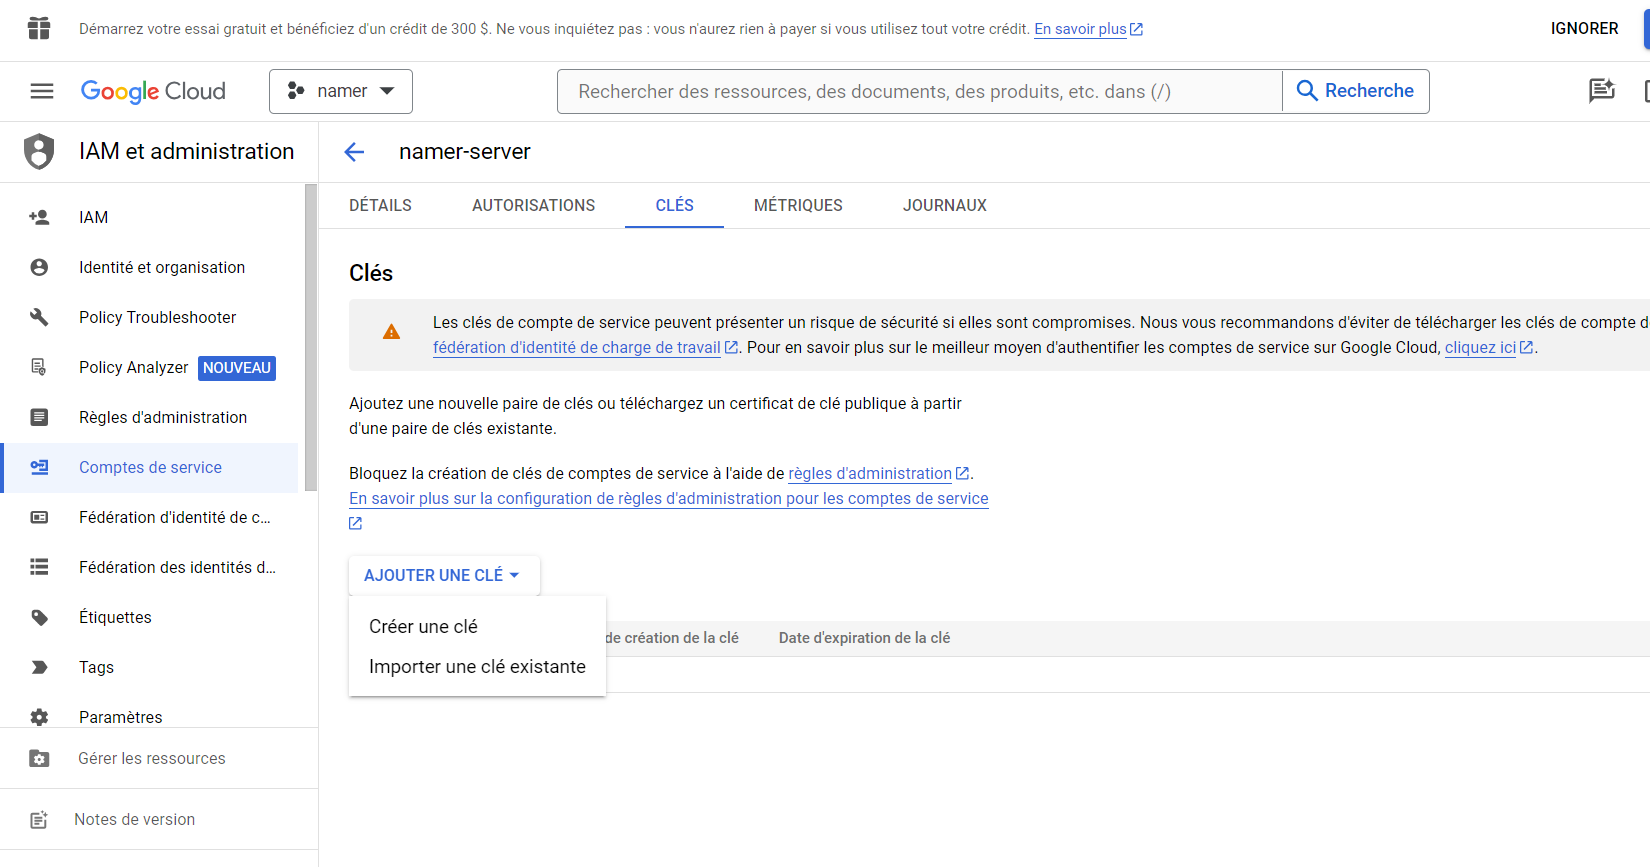 Démarrez votre essai gratuit et bénéficiez d'un crédit de 300 $. Ne vous inquiétez pas : vous n'aurez rien à payer si vous utilisez tout votre crédit. En savoir plus
IGNORER
Google Cloud
namer
Rechercher des ressources, des documents, des produits, etc. dans (/)
Recherche
IAM et administration
namer-server
DÉTAILS
AUTORISATIONS
CLÉS
MÉTRIQUES
JOURNAUX
IAM
Identité et organisation
Policy Troubleshooter
Policy Analyzer NOUVEAU
Règles d'administration
Comptes de service
Fédération d'identité de c...
Fédération des identités d...
Étiquettes
Tags
Paramètres
Gérer les ressources
Notes de version
Clés
Les clés de compte de service peuvent présenter un risque de sécurité si elles sont compromises. Nous vous recommandons d'éviter de télécharger les clés de compte d
fédération d'identité de charge de travail. Pour en savoir plus sur le meilleur moyen d'authentifier les comptes de service sur Google Cloud, cliquez ici.
Ajoutez une nouvelle paire de clés ou téléchargez un certificat de clé publique à partir
d'une paire de clés existante.
Bloquez la création de clés de comptes de service à l'aide de règles d'administration.
En savoir plus sur la configuration de règles d'administration pour les comptes de service
AJOUTER UNE CLÉ
Créer une clé
Importer une clé existante
de création de la clé
Date d'expiration de la clé